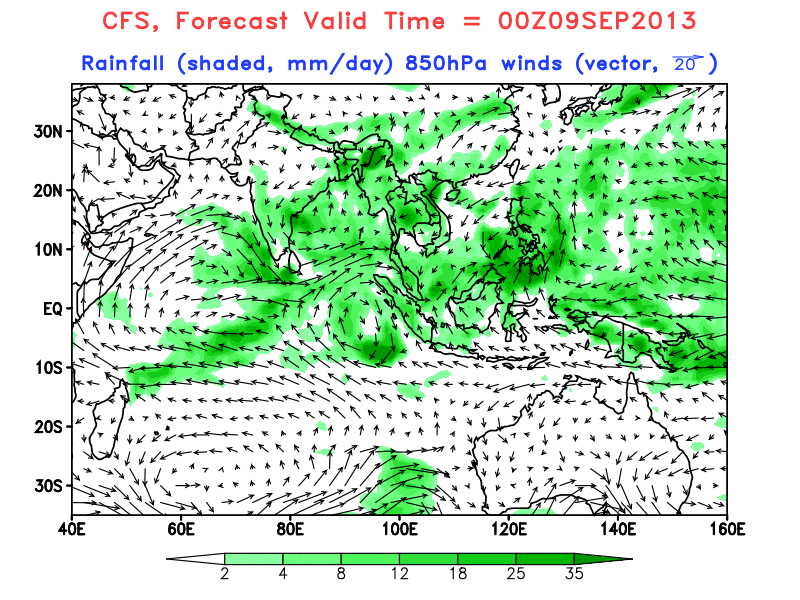 CFS, Forecast Valid Time = 00Z09SEP2013
Rainfall (shaded, mm/day) 850hPa winds (vector, 20 )
30N
20N
10N
EQ
10S
20S
30S
40E 60E 80E 100E 120E 140E 160E
2 4 8 12 18 25 35